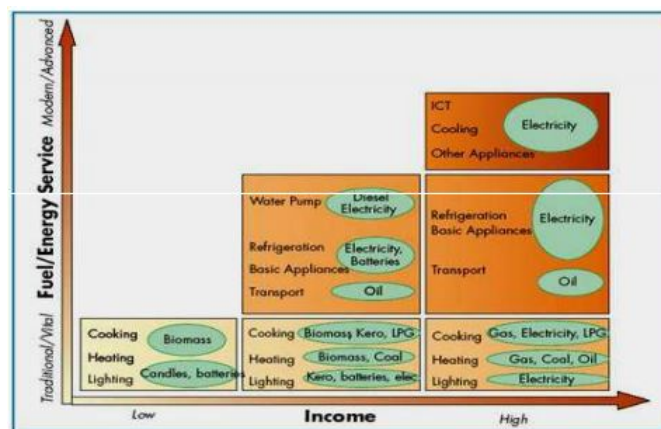 Fuel/Energy Service
Modern/Advanced
Traditional/Vital
ICT
Cooling
Other Appliances
Electricity
Water Pump
Diesel
Electricity
Refrigeration
Basic Appliances
Electricity,
Batteries
Transport
Oil
Refrigeration
Basic Appliances
Electricity
Transport
Oil
Cooking
Heating
Lighting
Biomass
Candles, batteries
Cooking Biomass, Kero, LPG
Heating Biomass, Coal
Lighting Kero, batteries, elec.
Cooking Gas, Electricity, LPG
Heating Gas, Coal, Oil
Lighting Electricity
Low
Income
High